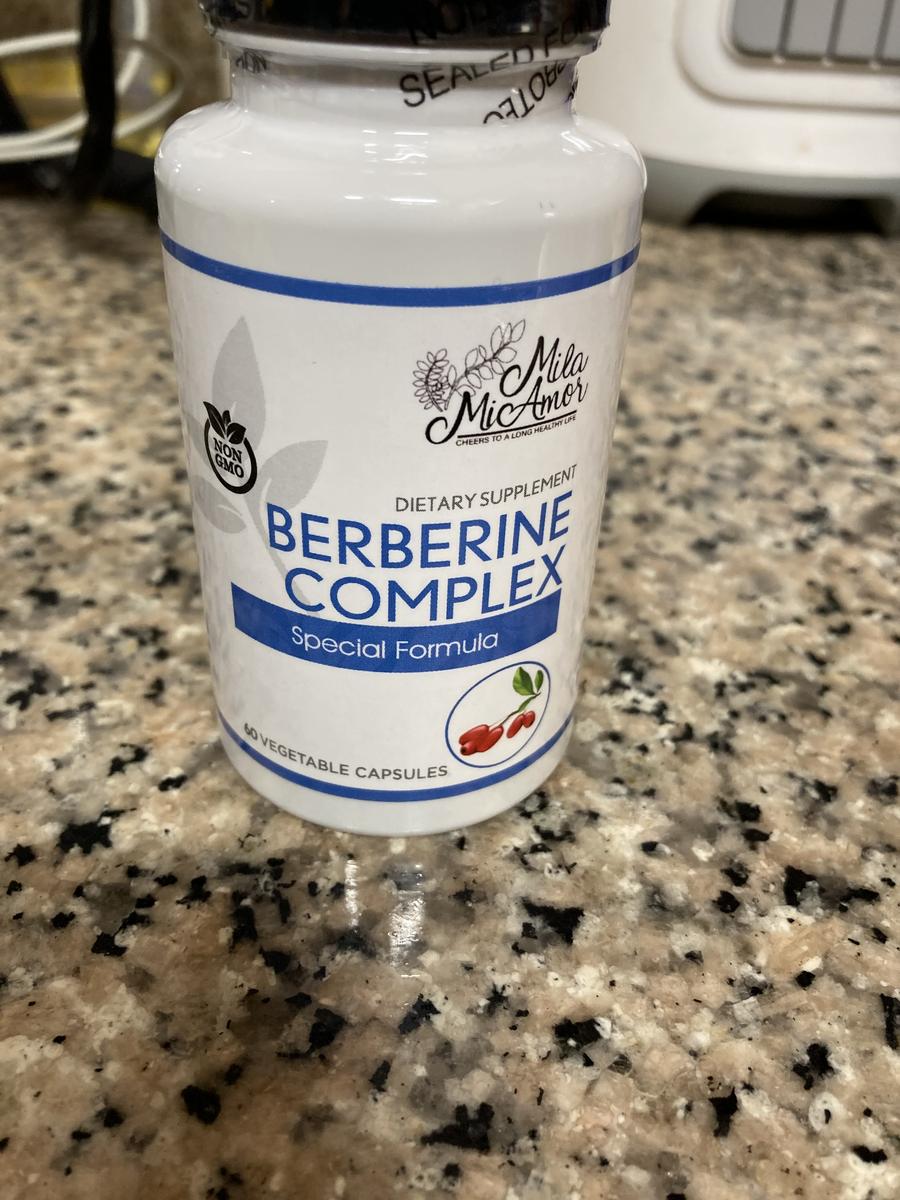 SEALED FO
Mila
MiAmor
CHEERS TO A LONG HEALTHY LIFE
NON
GMO
DIETARY SUPPLEMENT
BERBERINE
COMPLEX
Special Formula
60 VEGETABLE CAPSULES